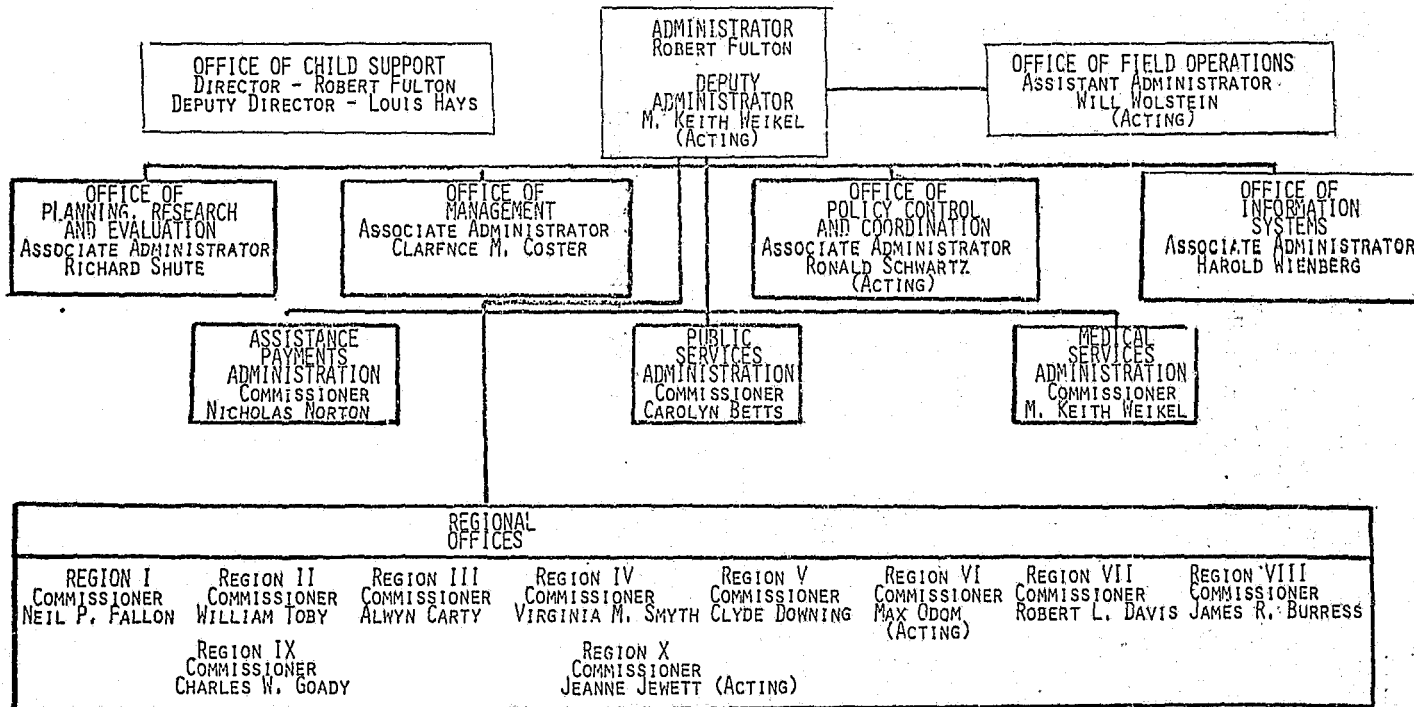 ADMINISTRATOR
ROBERT FULTON
DEPUTY
ADMINISTRATOR
M. KEITH WEIKEL
(ACTING)
OFFICE OF CHILD SUPPORT
DIRECTOR - ROBERT FULTON
DEPUTY DIRECTOR - LOUIS HAYS
OFFICE OF FIELD OPERATIONS
ASSISTANT ADMINISTRATOR
WILL WOLSTEIN
(ACTING)
OFFICE OF
PLANNING, RESEARCH
AND EVALUATION
ASSOCIATE ADMINISTRATOR
RICHARD SHUTE
OFFICE OF
MANAGEMENT
ASSOCIATE ADMINISTRATOR
CLARENCE M. COSTER
OFFICE OF
POLICY CONTROL
AND COORDINATION
ASSOCIATE ADMINISTRATOR
RONALD SCHWARTZ
(ACTING)
OFFICE OF
INFORMATION
SYSTEMS
ASSOCIATE ADMINISTRATOR
HAROLD WIENBERG
ASSISTANCE
PAYMENTS
ADMINISTRATION
COMMISSIONER
NICHOLAS NORTON
PUBLIC
SERVICES
ADMINISTRATION
COMMISSIONER
CAROLYN BETTS
MEDICAL
SERVICES
ADMINISTRATION
COMMISSIONER
M. KEITH WEIKEL
REGIONAL
OFFICES
REGION I
COMMISSIONER
NEIL P. FALLON
REGION II
COMMISSIONER
WILLIAM TOBY
REGION III
COMMISSIONER
ALWYN CARTY
REGION IV
COMMISSIONER
VIRGINIA M. SMYTH
REGION V
COMMISSIONER
CLYDE DOWNING
REGION VI
COMMISSIONER
MAX ODOM
(ACTING)
REGION VII
COMMISSIONER
ROBERT L. DAVIS
REGION VIII
COMMISSIONER
JAMES R. BURRESS
REGION IX
COMMISSIONER
CHARLES W. GOADY
REGION X
COMMISSIONER
JEANNE JEWETT (ACTING)